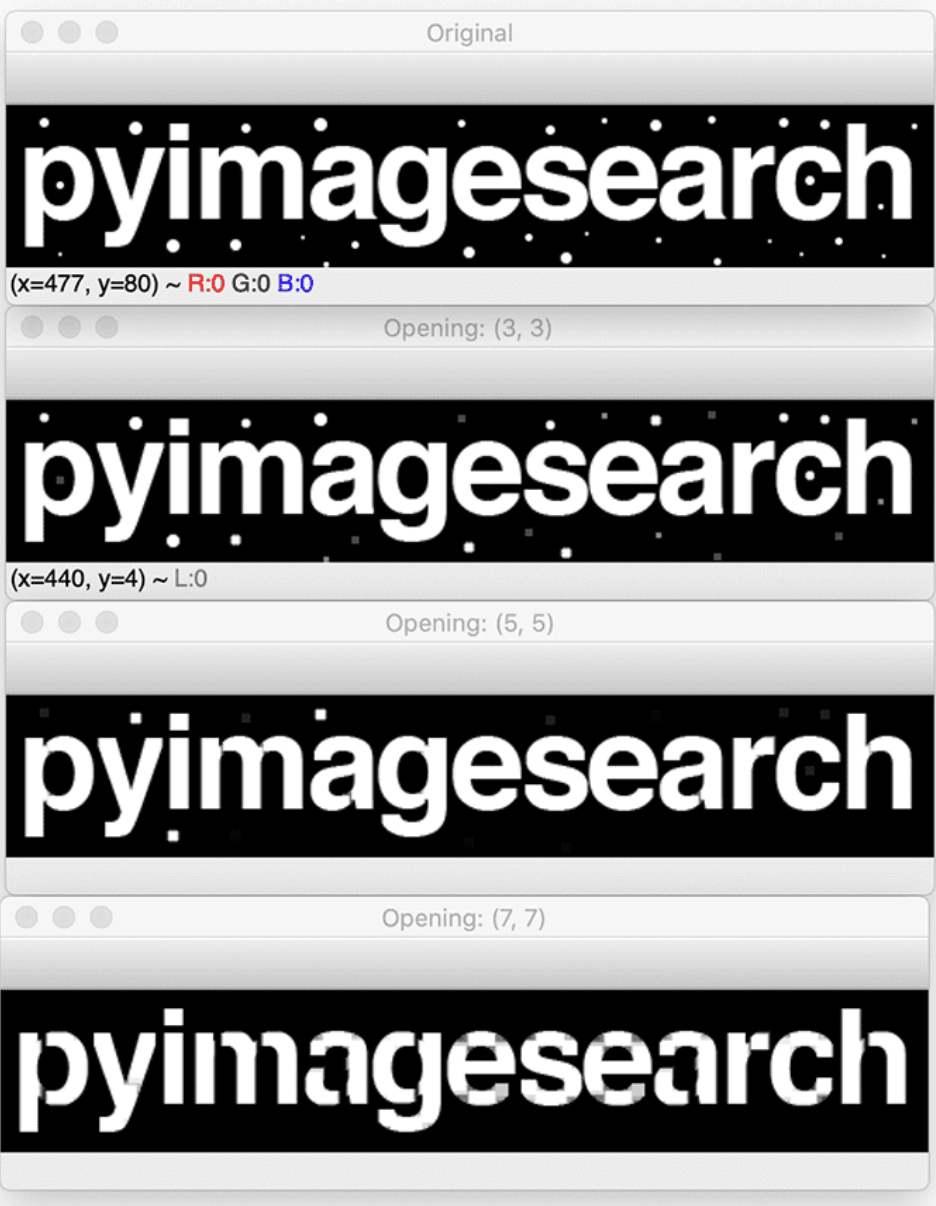 Original
pyimagesearch
(x=477, y=80) ~ R:0 G:0 B:0
Opening: (3, 3)
pyimagesearch
(x=440, y=4) ~ L:0
Opening: (5, 5)
pyimagesearch
Opening: (7, 7)
pyimagesearch